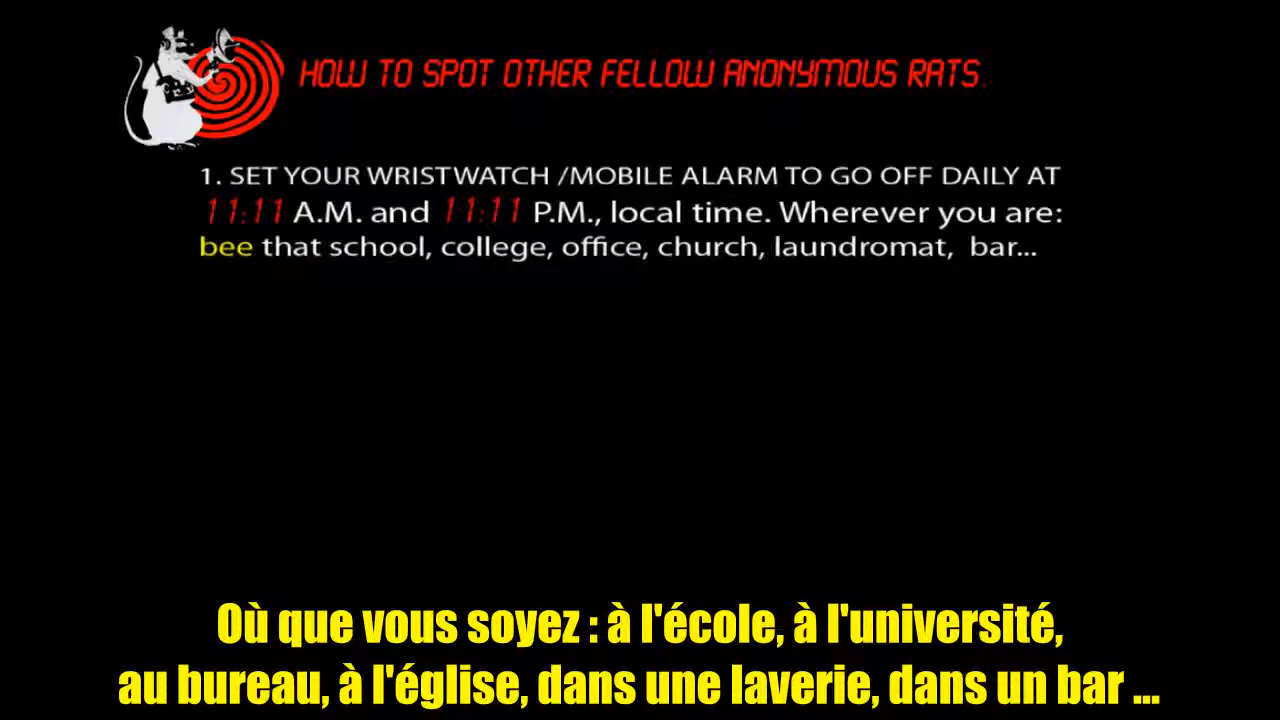 HOW TO SPOT OTHER FELLOW ANONYMOUS RATS.
1. SET YOUR WRISTWATCH /MOBILE ALARM TO GO OFF DAILY AT
11:11 A.M. and 11:11 P.M., local time. Wherever you are:
bee that school, college, office, church, laundromat, bar...
Où que vous soyez : à l'école, à l'université,
au bureau, à l'église, dans une laverie, dans un bar ...